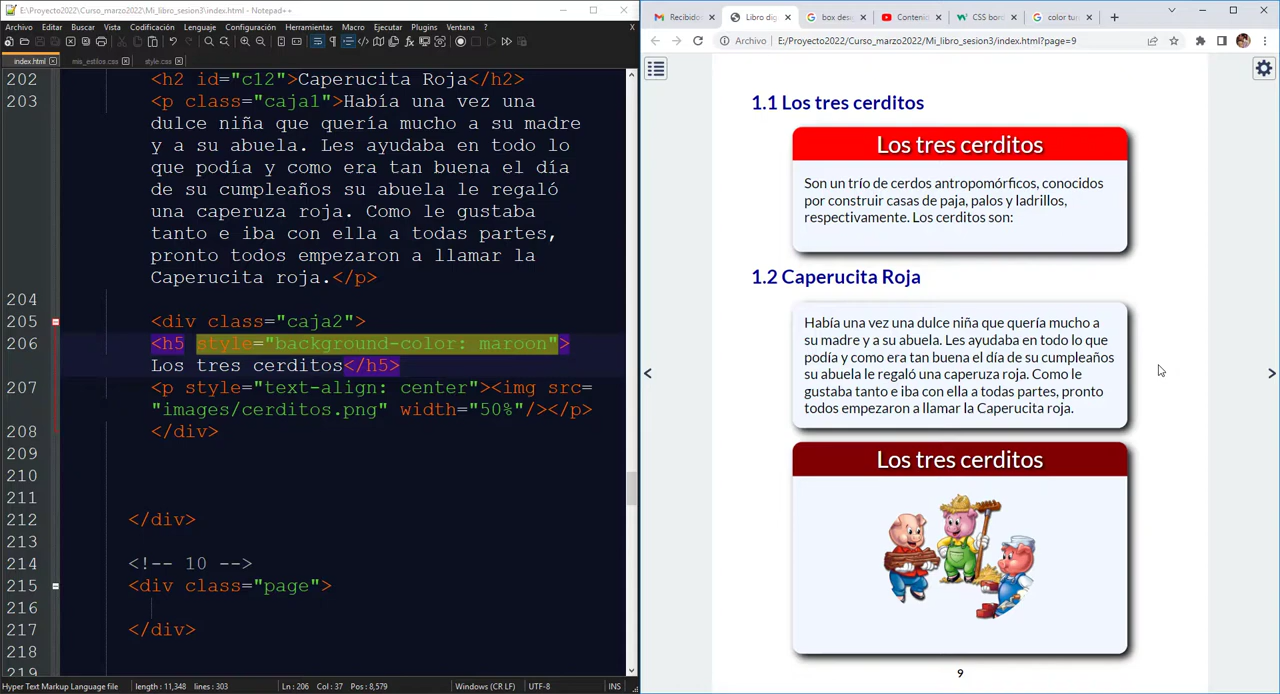 E:\Proyecto2022\Curso_marzo2022\Mi_libro_sesion3\index.html - Notepad++
Archivo Editar Buscar Vista Codificación Lenguaje Configuración Herramientas Macro Ejecutar Plugins Ventana ?
X
index.html mis_estilos.css style.css
202 <h2 id="c12">Caperucita Roja</h2>
203 <p class="caja1">Había una vez una
dulce niña que quería mucho a su madre
y a su abuela. Les ayudaba en todo lo
que podía y como era tan buena el día
de su cumpleaños su abuela le regaló
una caperuza roja. Como le gustaba
tanto e iba con ella a todas partes,
pronto todos empezaron a llamar la
Caperucita roja.</p>
204
205 <div class="caja2">
206 <h5 style="background-color: maroon">
Los tres cerditos</h5>
207 <p style="text-align: center"><img src=
"images/cerditos.png" width="50%"/></p>
208 </div>
209
210
211
212 </div>
213
214 <!-- 10 -->
215 <div class="page">
216
217 </div>
218
219
Hyper Text Markup Language file length : 11,348 lines : 303 Ln : 206 Col : 37 Pos : 8,579 Windows (CR LF) UTF-8 INS
Recibido Libro dig box des Contenid CSS bord color tu
Archivo E:/Proyecto2022/Curso_marzo2022/Mi_libro_sesion3/index.html?page=9
1.1 Los tres cerditos
Los tres cerditos
Son un trío de cerdos antropomórficos, conocidos
por construir casas de paja, palos y ladrillos,
respectivamente. Los cerditos son:
1.2 Caperucita Roja
Había una vez una dulce niña que quería mucho a
su madre y a su abuela. Les ayudaba en todo lo que
podía y como era tan buena el día de su cumpleaños
su abuela le regaló una caperuza roja. Como le
gustaba tanto e iba con ella a todas partes, pronto
todos empezaron a llamar la Caperucita roja.
Los tres cerditos
9